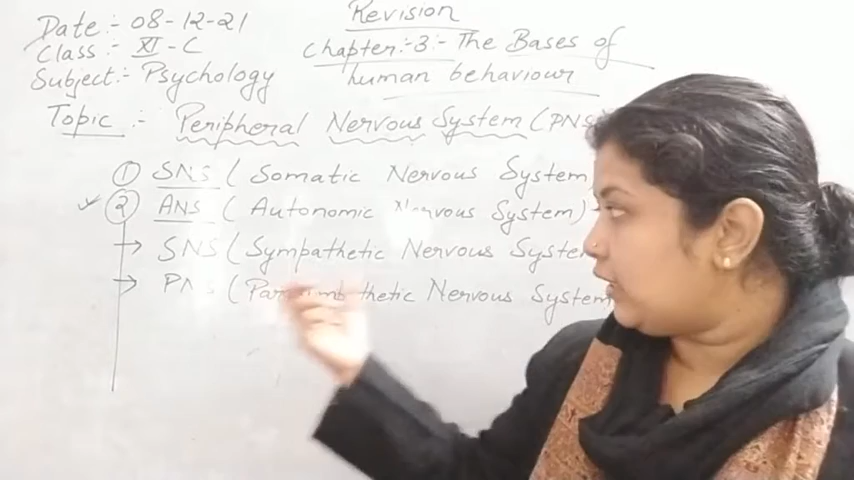 Date:- 08-12-21
Class:- XI-C
Subject:- Psychology
Revision
Chapter:-3:- The Bases of
human behaviour
Topic :- Peripheral Nervous System (PNS
① SNS (Somatic Nervous System
② ANS (Autonomic Nervous System)
→ SNS (Sympathetic Nervous System
→ (Nervous System